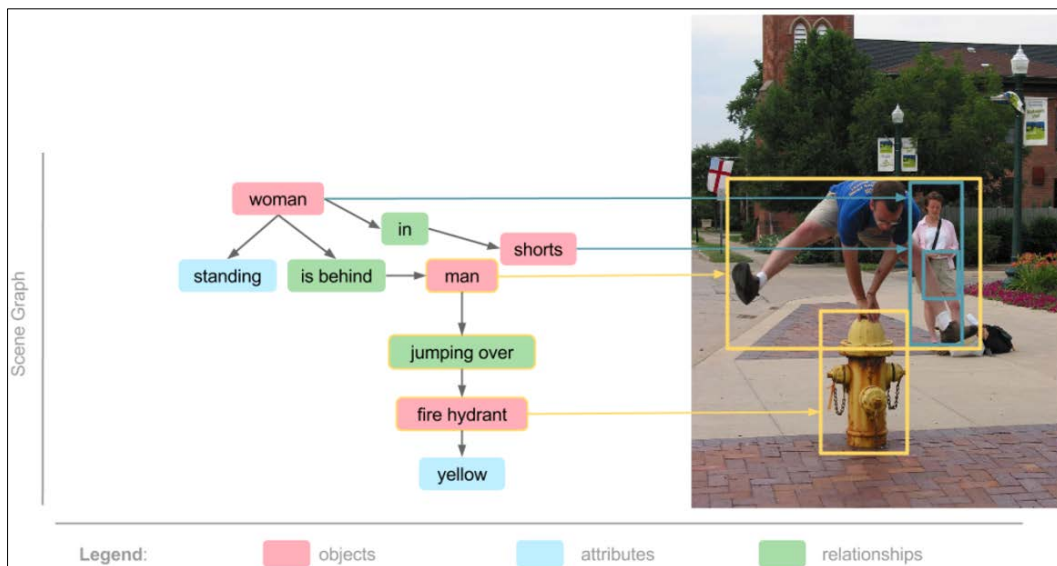 Scene Graph
woman
in
shorts
standing
is behind
man
jumping over
fire hydrant
yellow
Legend:
objects
attributes
relationships